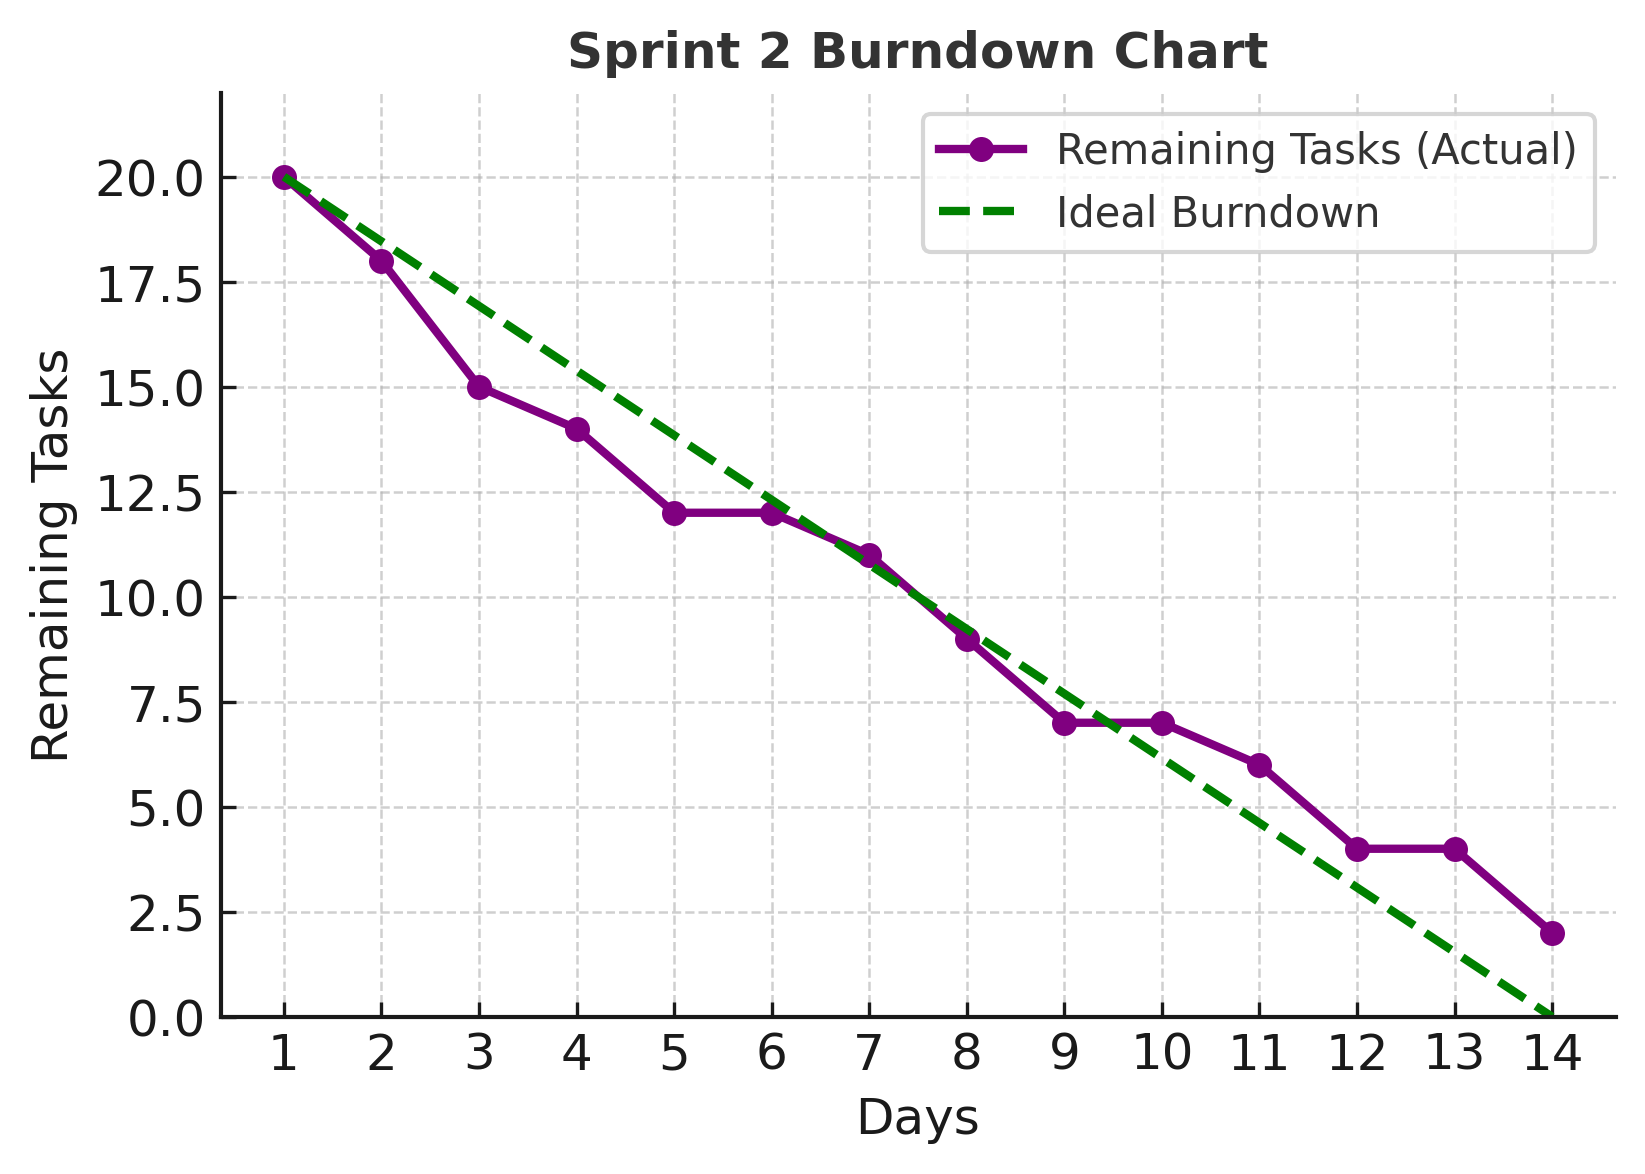 Sprint 2 Burndown Chart
Remaining Tasks (Actual)
Ideal Burndown
Remaining Tasks
20.0
17.5
15.0
12.5
10.0
7.5
5.0
2.5
0.0
1 2 3 4 5 6 7 8 9 10 11 12 13 14
Days